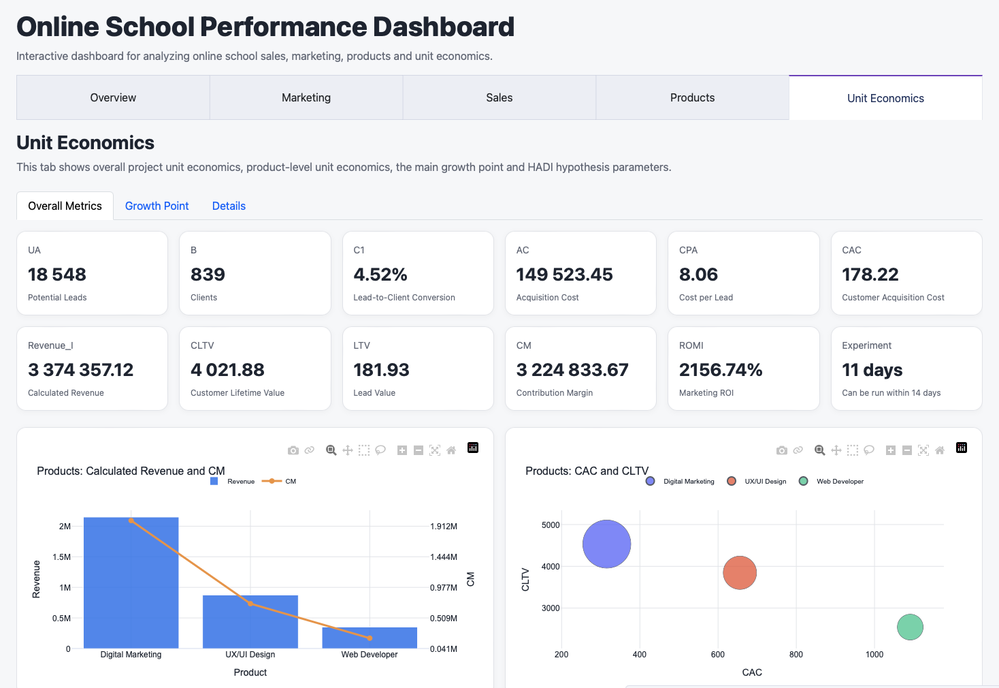 Online School Performance Dashboard
Interactive dashboard for analyzing online school sales, marketing, products and unit economics.
Overview Marketing Sales Products Unit Economics
Unit Economics
This tab shows overall project unit economics, product-level unit economics, the main growth point and HADI hypothesis parameters.
Overall Metrics Growth Point Details
UA B C1 AC CPA CAC
18 548 839 4.52% 149 523.45 8.06 178.22
Potential Leads Clients Lead-to-Client Conversion Acquisition Cost Cost per Lead Customer Acquisition Cost
Revenue_I CLTV LTV CM ROMI Experiment
3 374 357.12 4 021.88 181.93 3 224 833.67 2156.74% 11 days
Calculated Revenue Customer Lifetime Value Lead Value Contribution Margin Marketing ROI Can be run within 14 days
Products: Calculated Revenue and CM
Revenue CM
2M 1.912M
1.5M 1.444M
1M 0.977M
0.5M 0.509M
0 0.041M
Revenue
CM
Digital Marketing UX/UI Design Web Developer
Product
Products: CAC and CLTV
Digital Marketing UX/UI Design Web Developer
5000
4000
3000
CLTV
200 400 600 800 1000
CAC